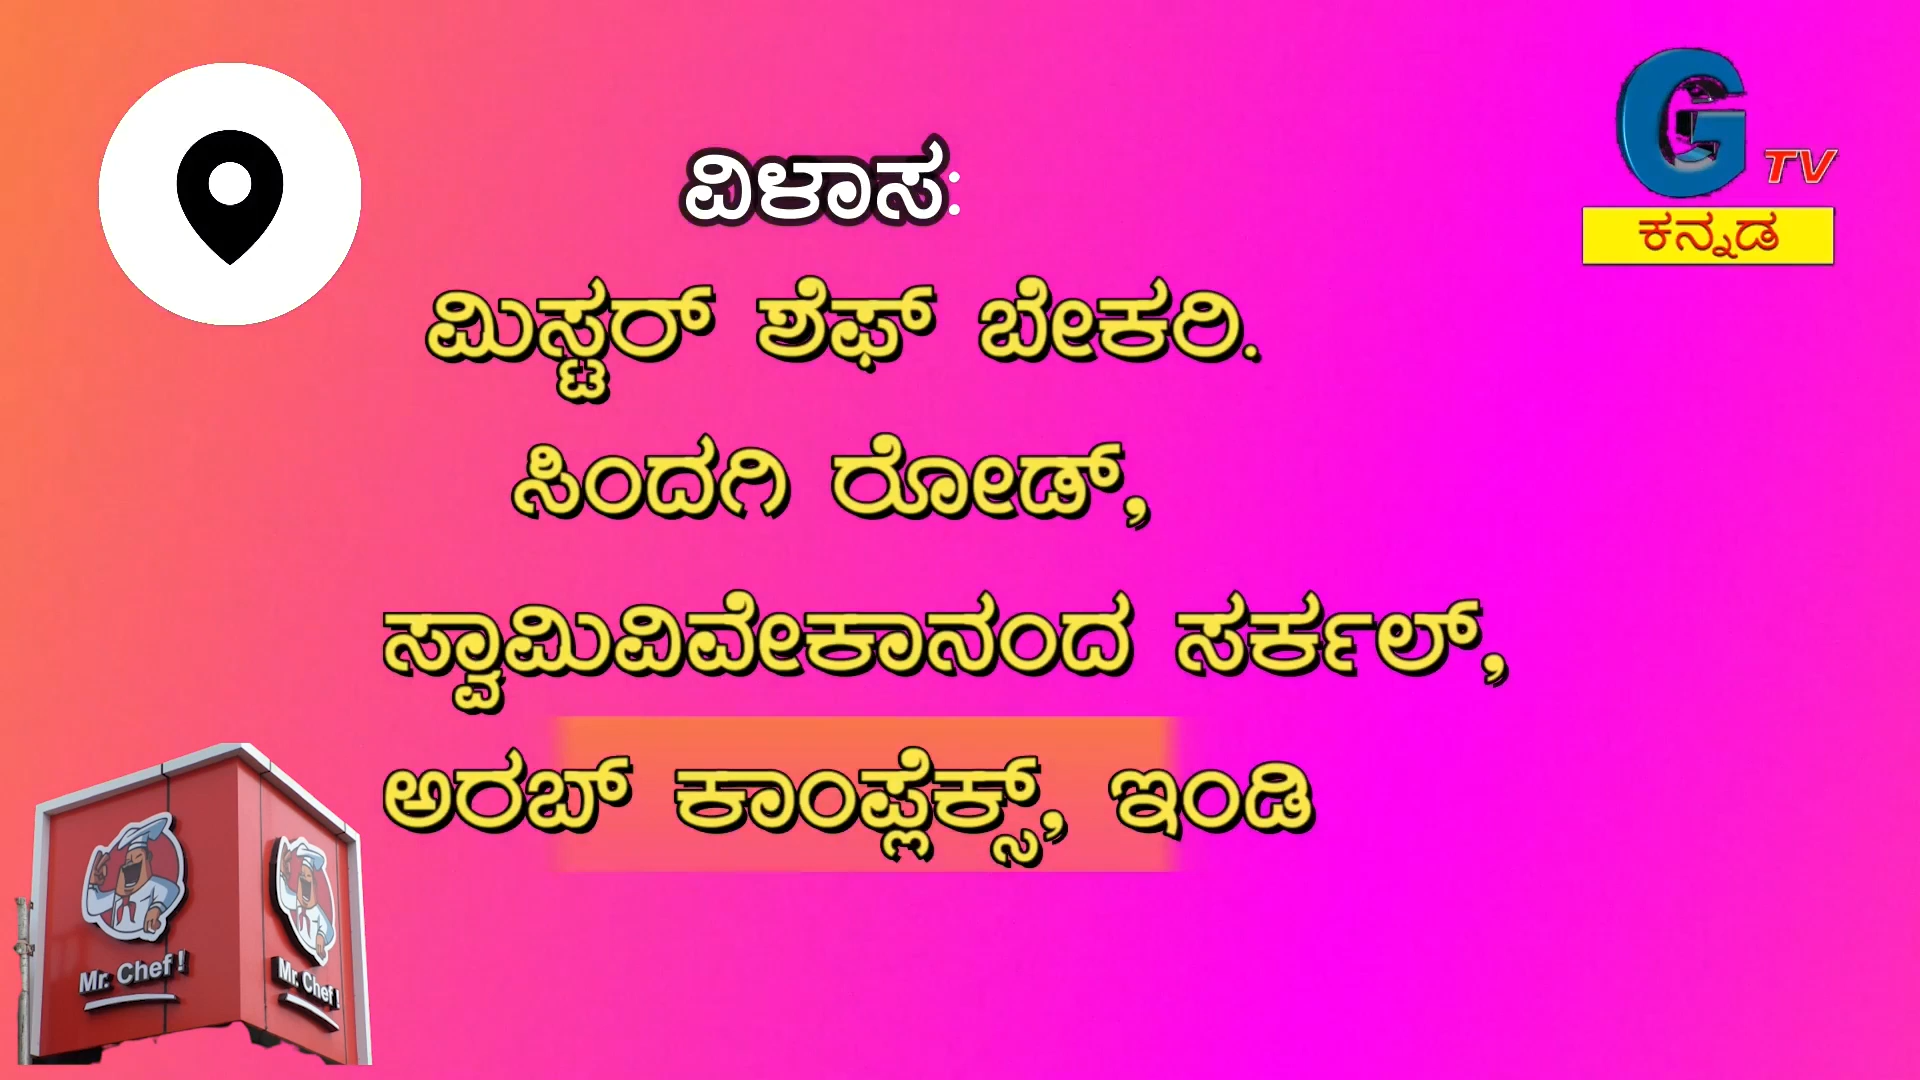 G TV
ಕನ್ನಡ
ವಿಳಾಸ:
ಮಿಸ್ಟರ್ ಶೆಫ್ ಬೇಕರಿ.
ಸಿಂದಗಿ ರೋಡ್,
ಸ್ವಾಮಿವಿವೇಕಾನಂದ ಸರ್ಕಲ್,
ಅರಬ್ ಕಾಂಪ್ಲೆಕ್ಸ್, ಇಂಡಿ
Mr. Chef !
Mr. Chef !